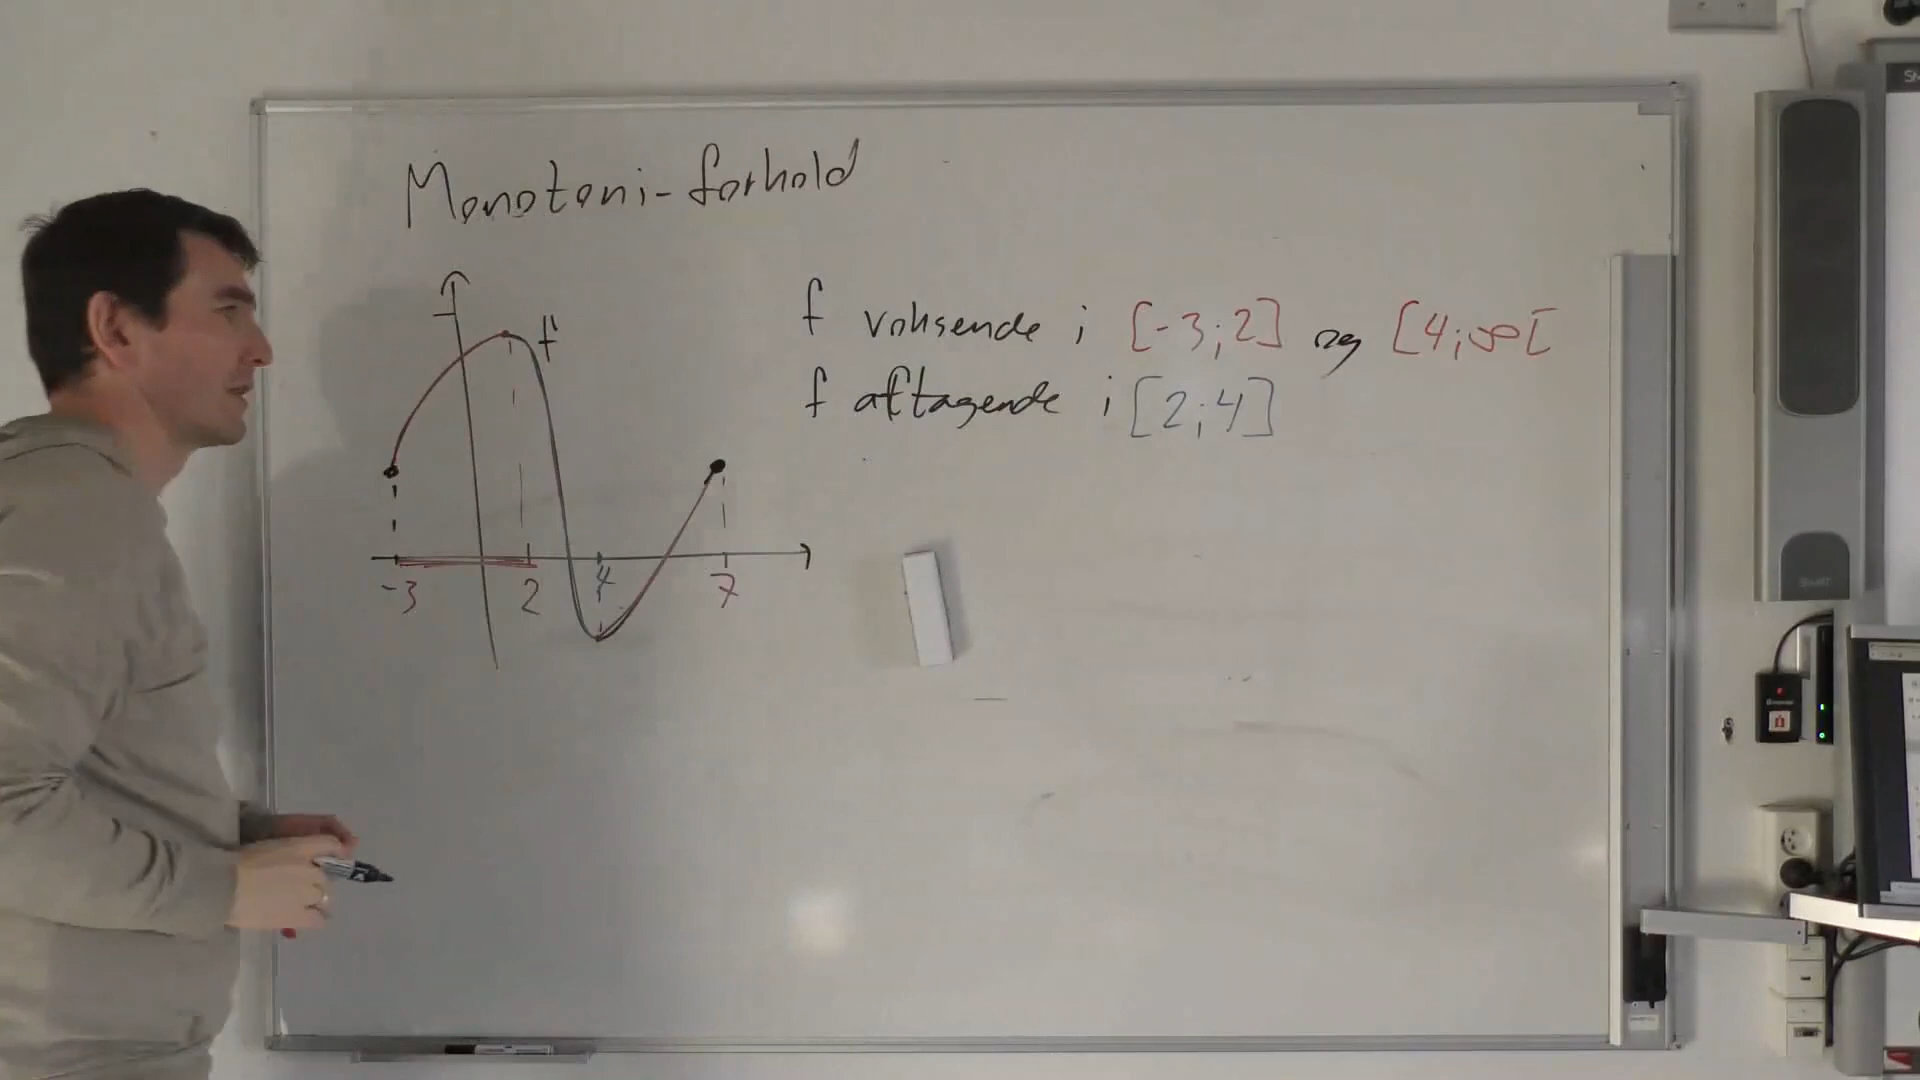 Monotoni-forhold
f
f voksende i [-3;2] og [4;∞[
f aftagende i [2;4]
-3 2 4 7